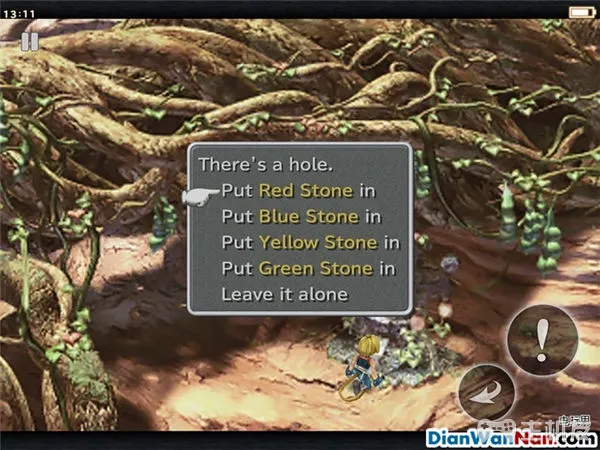 13:11
There's a hole.
Put Red Stone in
Put Blue Stone in
Put Yellow Stone in
Put Green Stone in
Leave it alone
!
DianWanNan.com